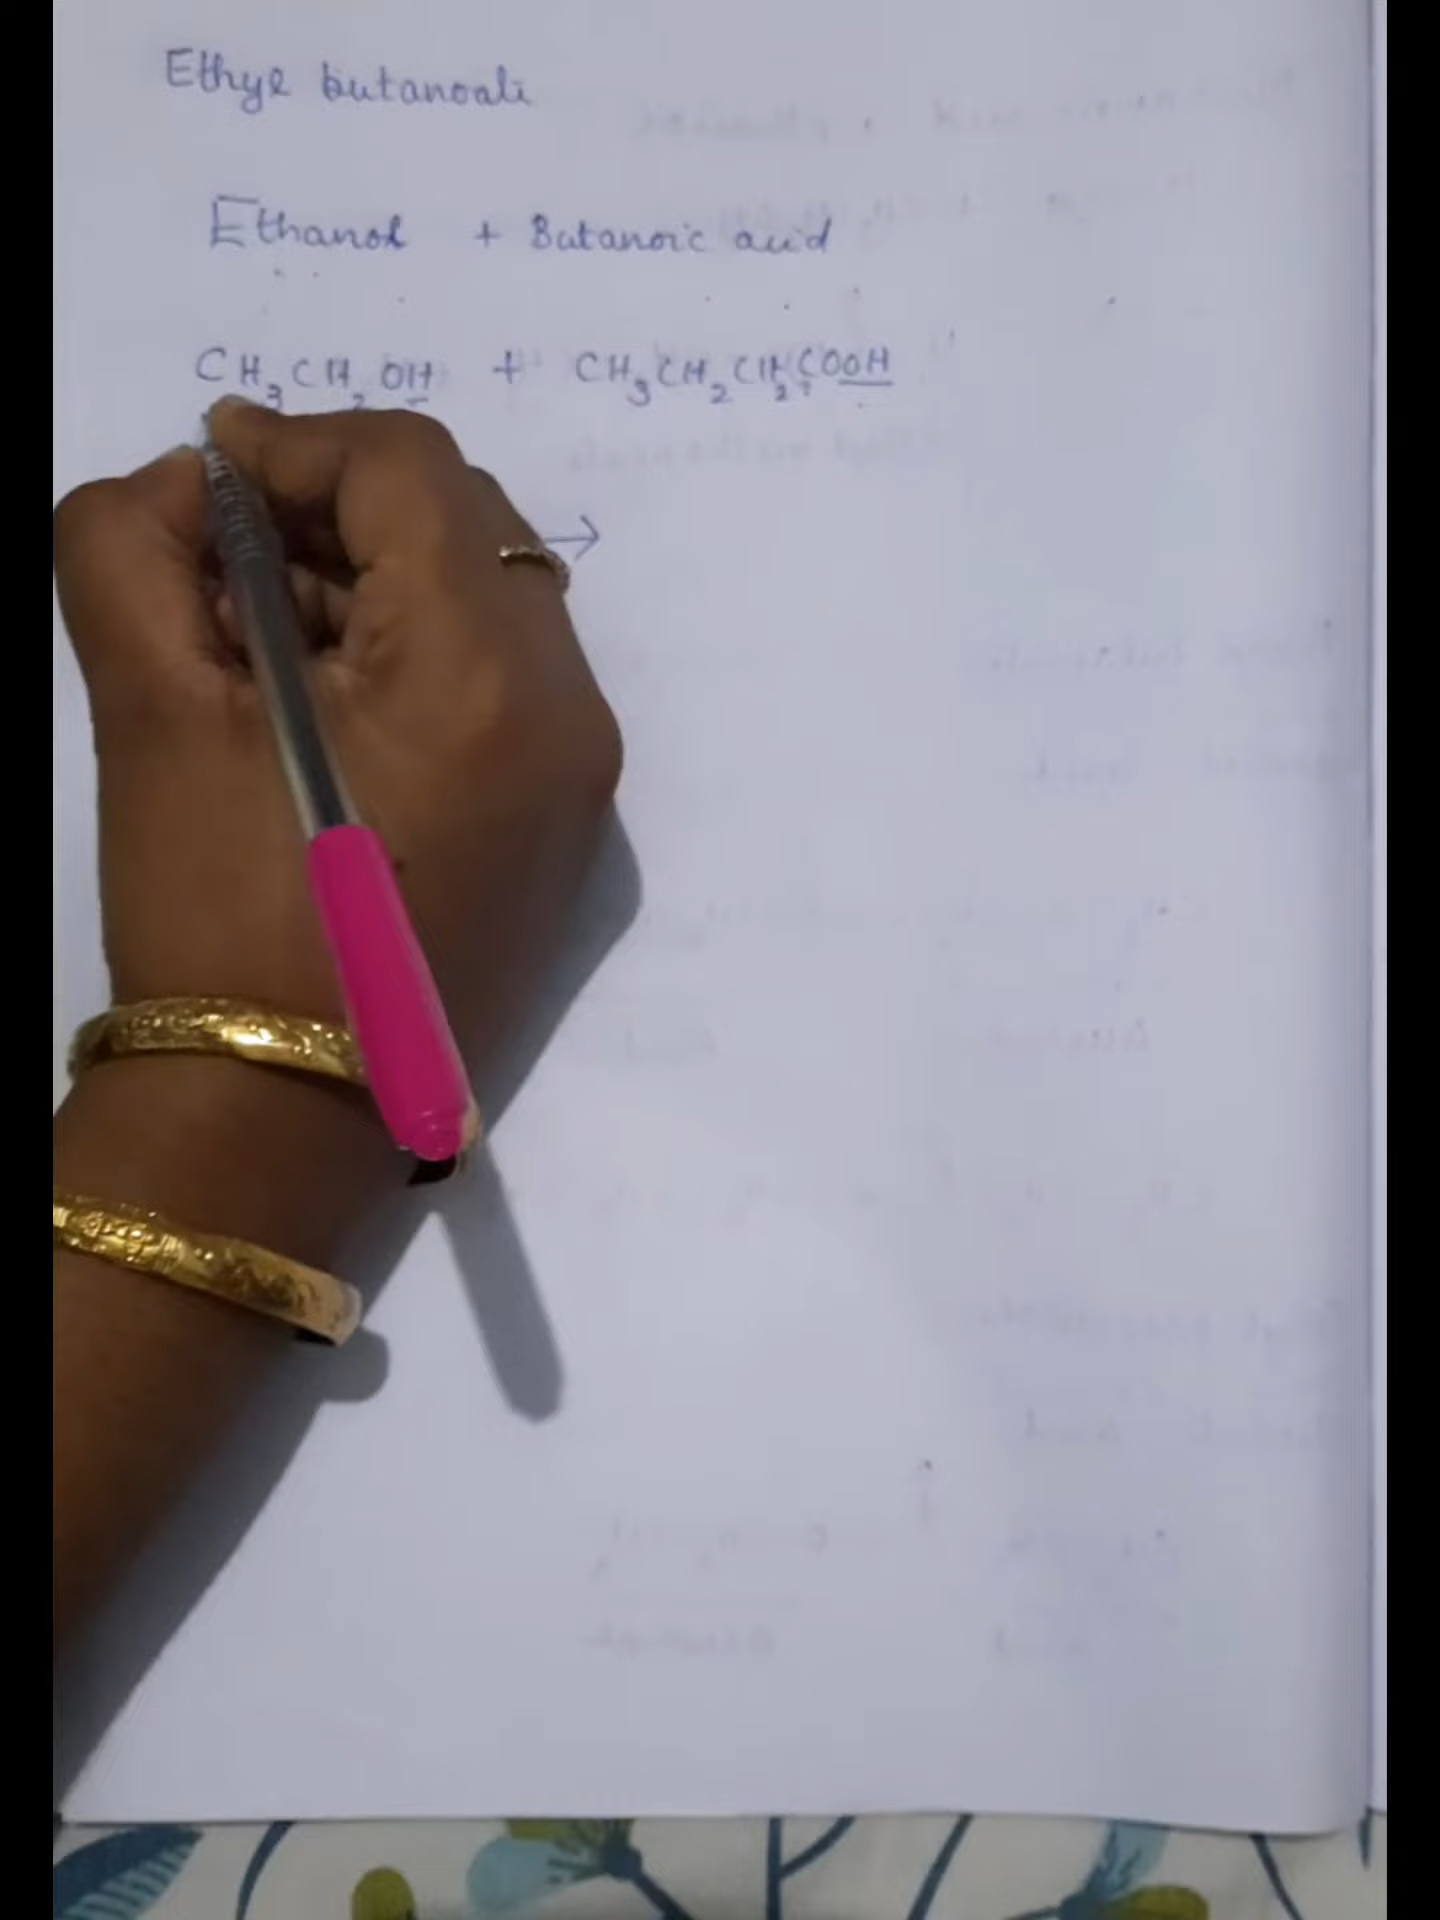 Ethyl butanoate
Ethanol + Butanoic acid
CH₃CH₂OH + CH₃CH₂CH₂COOH
→